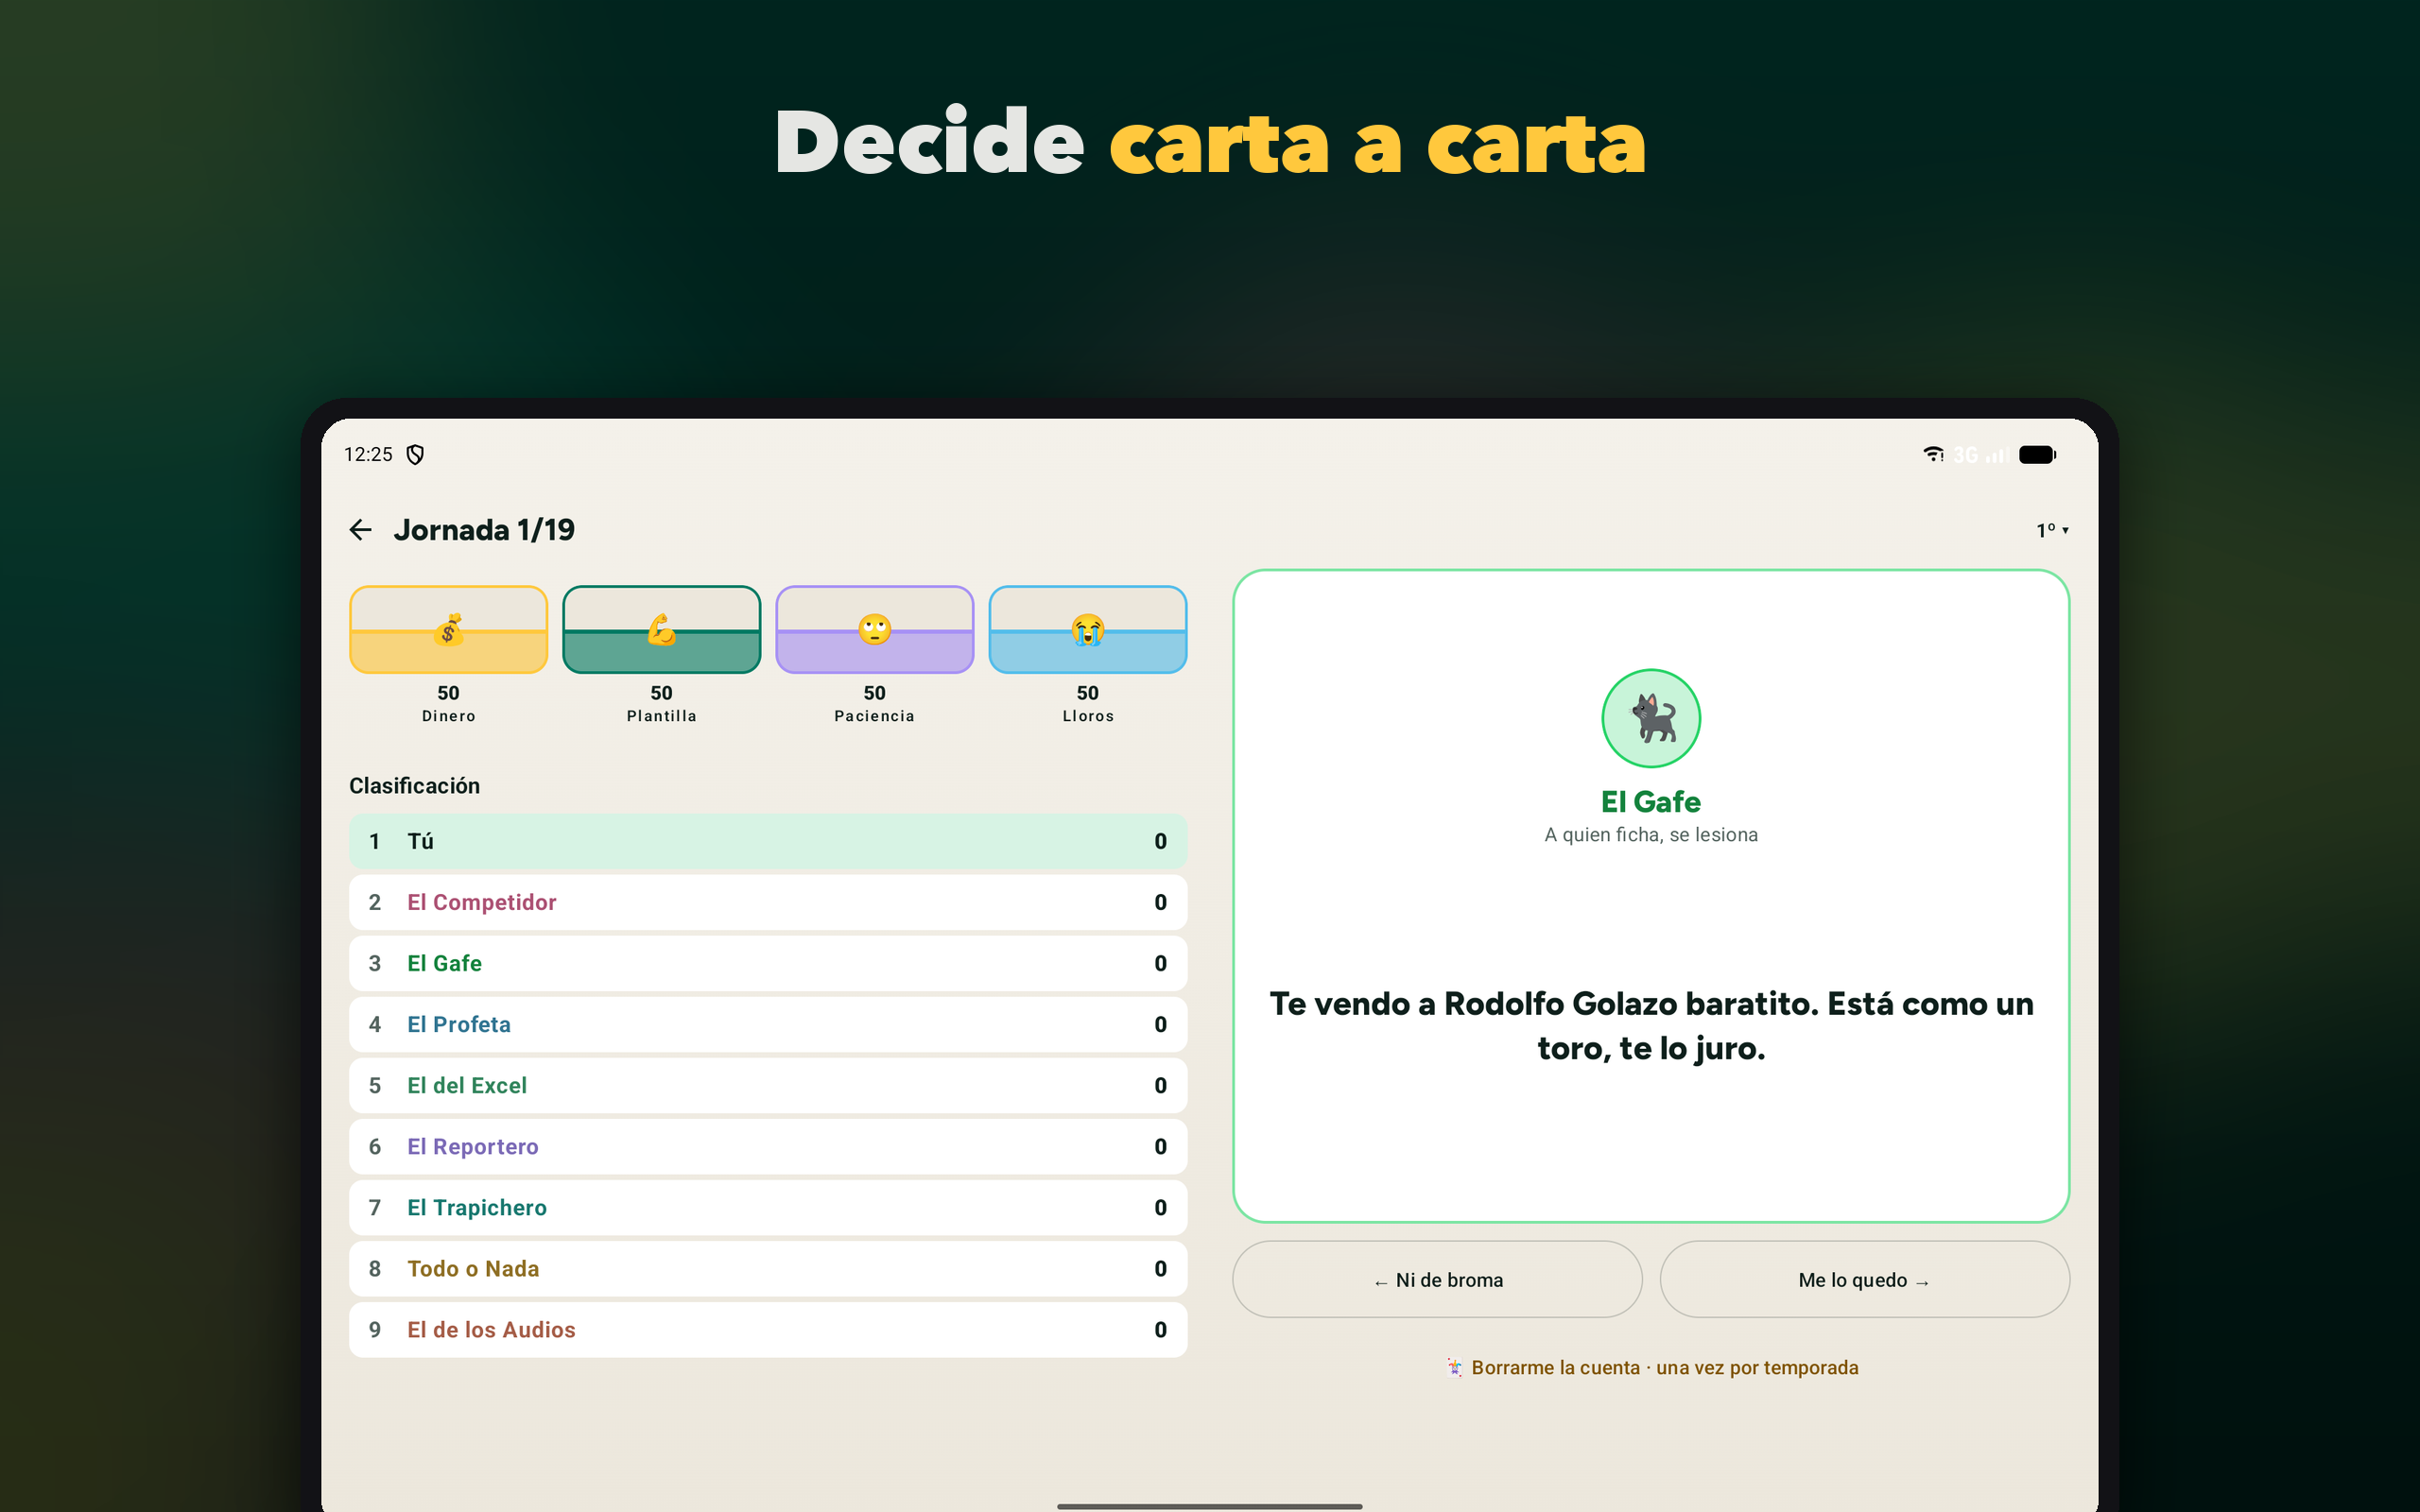 Decide carta a carta
12:25
3G
Jornada 1/19
1º ▾
50
Dinero
50
Plantilla
50
Paciencia
50
Lloros
Clasificación
1 Tú 0
2 El Competidor 0
3 El Gafe 0
4 El Profeta 0
5 El del Excel 0
6 El Reportero 0
7 El Trapichero 0
8 Todo o Nada 0
9 El de los Audios 0
El Gafe
A quien ficha, se lesiona
Te vendo a Rodolfo Golazo baratito. Está como un
toro, te lo juro.
← Ni de broma
Me lo quedo →
🃏 Borrarme la cuenta · una vez por temporada